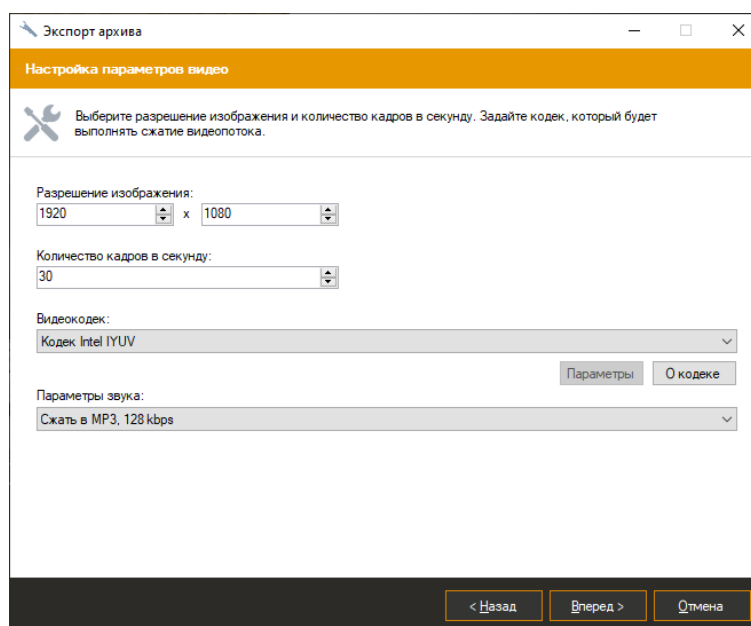 Экспорт архива
Настройка параметров видео
Выберите разрешение изображения и количество кадров в секунду. Задайте кодек, который будет
выполнять сжатие видеопотока.
Разрешение изображения:
1920 x 1080
Количество кадров в секунду:
30
Видеокодек:
Кодек Intel IYUV
Параметры О кодеке
Параметры звука:
Сжать в MP3, 128 kbps
< Назад Вперед > Отмена